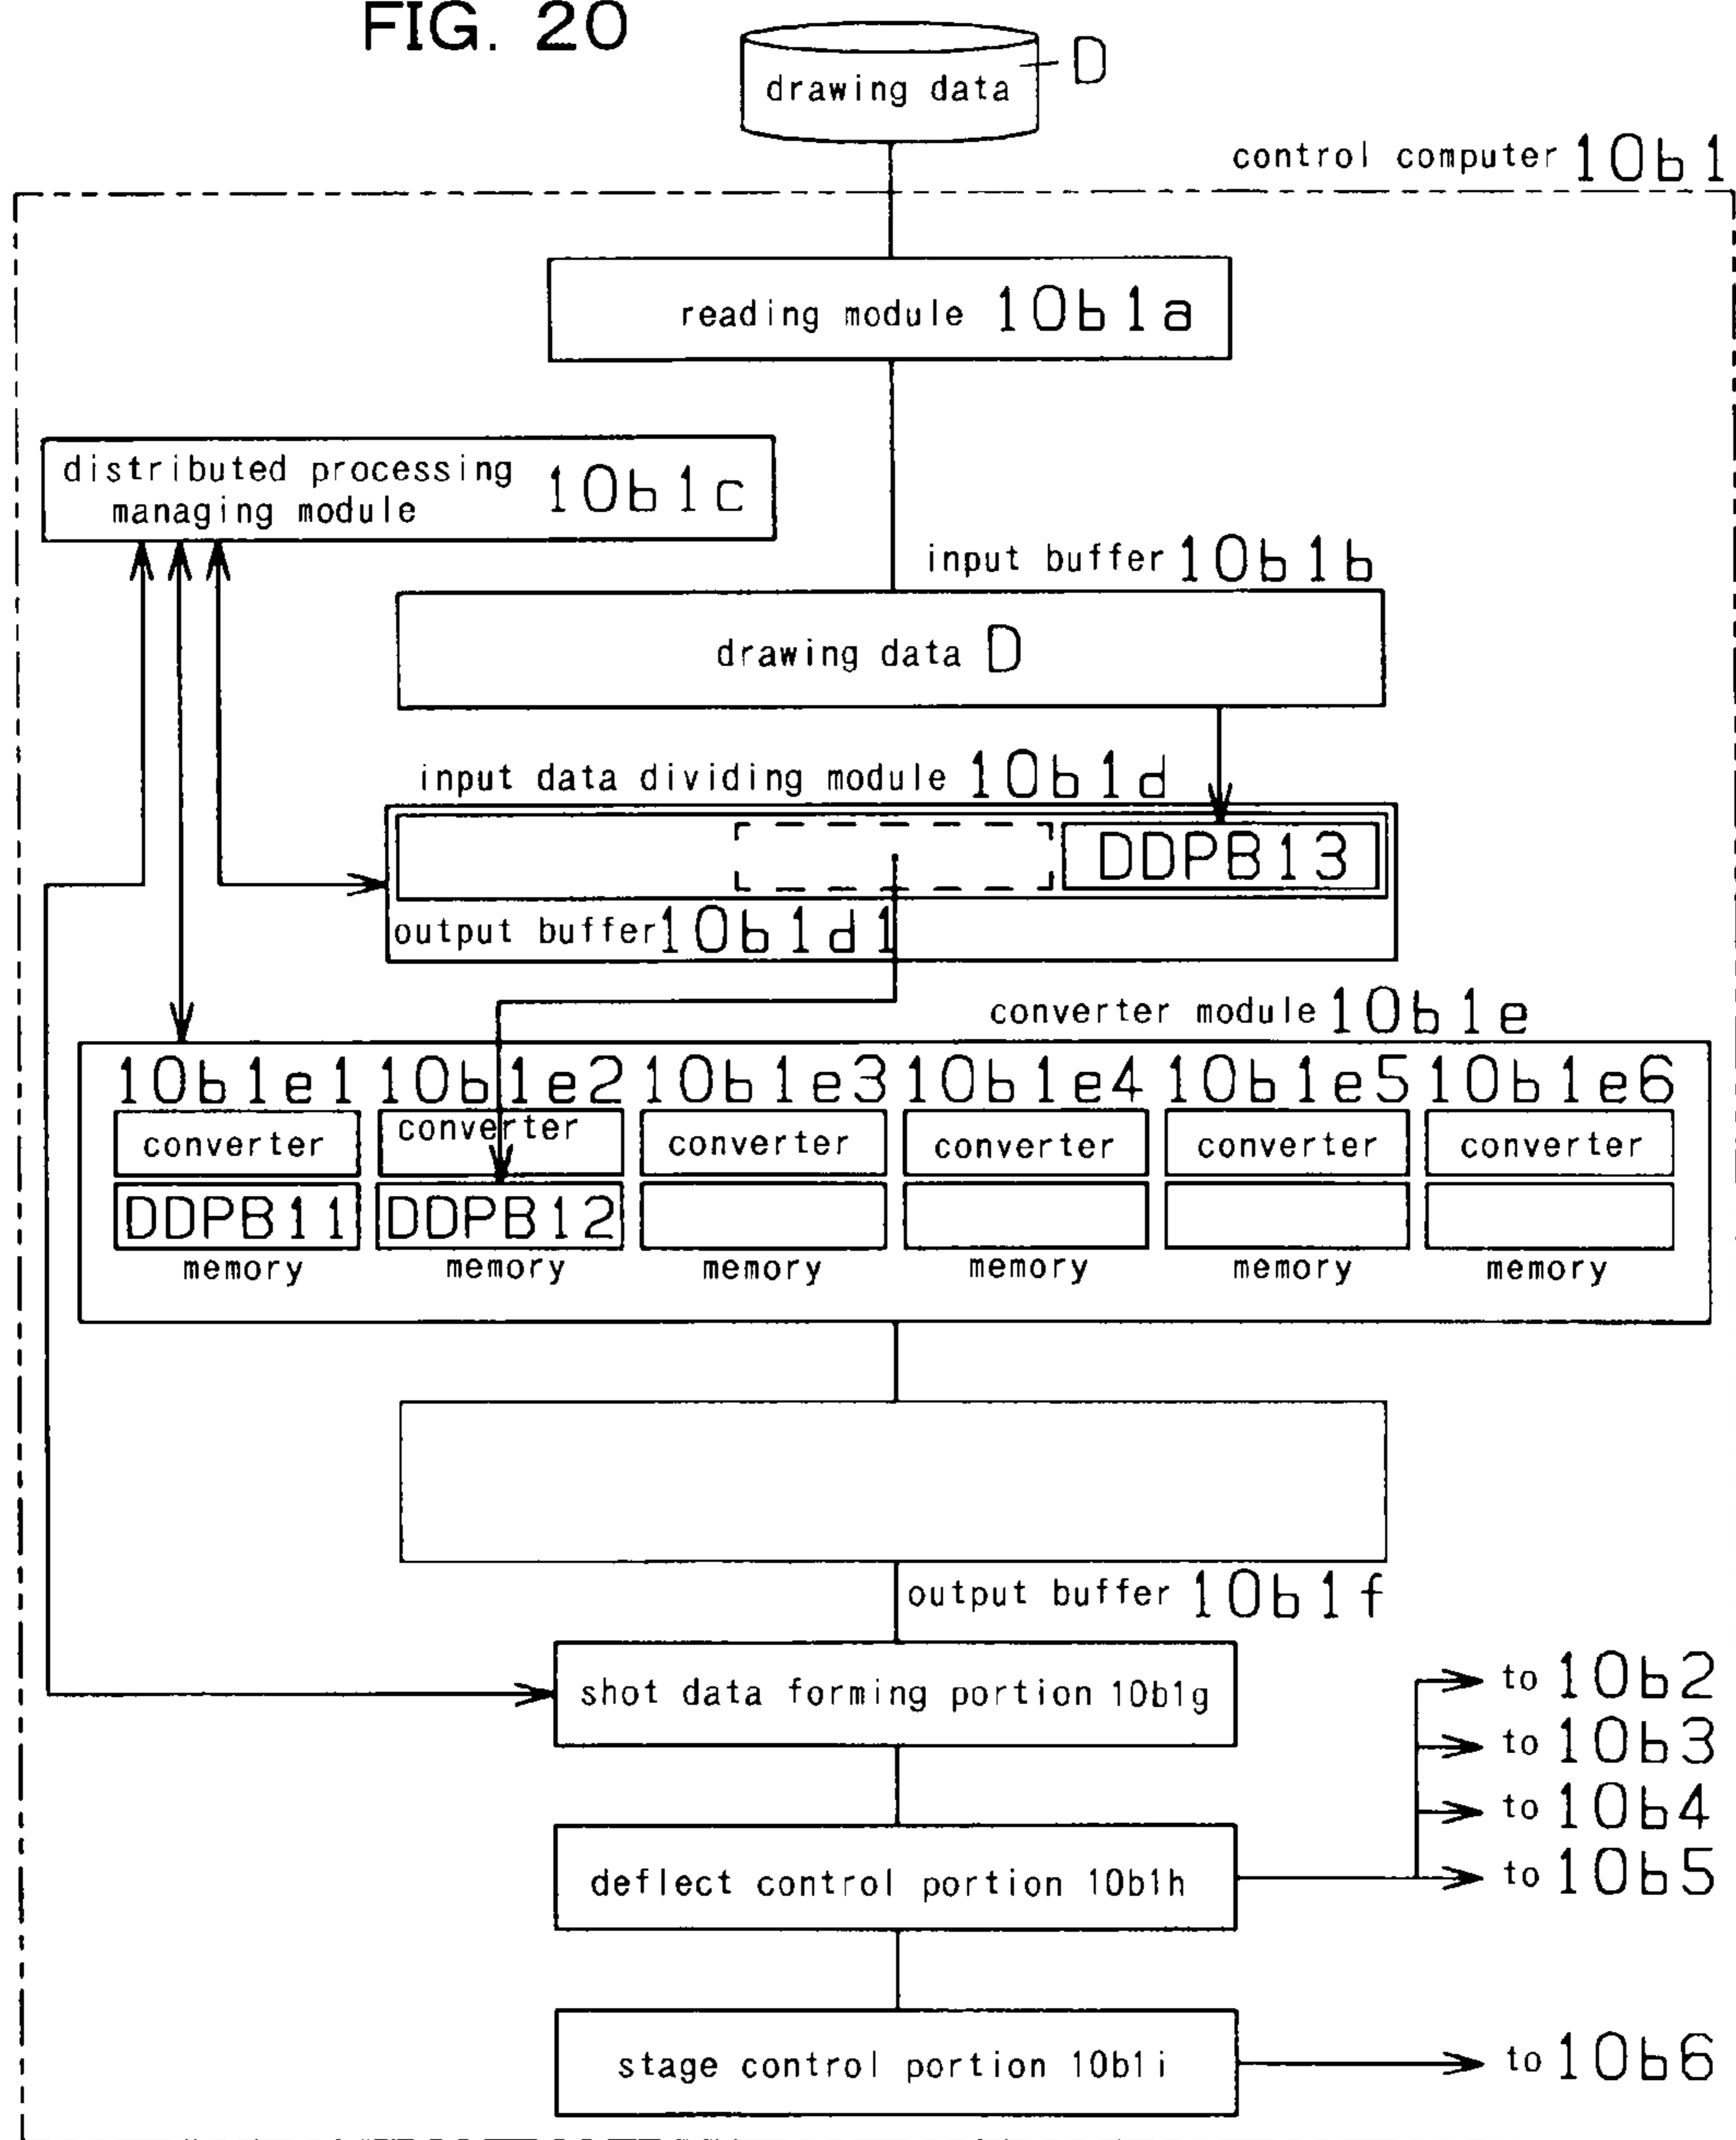 FIG. 20
drawing data
D
control computer 10b1
reading module 10b1a
distributed processing
managing module
10b1c
input buffer 10b1b
drawing data D
input data dividing module 10b1d
DDPB13
output buffer 10b1d1
converter module 10b1e
10b1e1 10b1e2 10b1e3 10b1e4 10b1e5 10b1e6
converter converter converter converter converter converter
DDPB11 DDPB12
memory memory memory memory memory memory
output buffer 10b1f
shot data forming portion 10b1g
to 10b2
to 10b3
to 10b4
deflect control portion 10b1h
to 10b5
stage control portion 10b1i
to 10b6